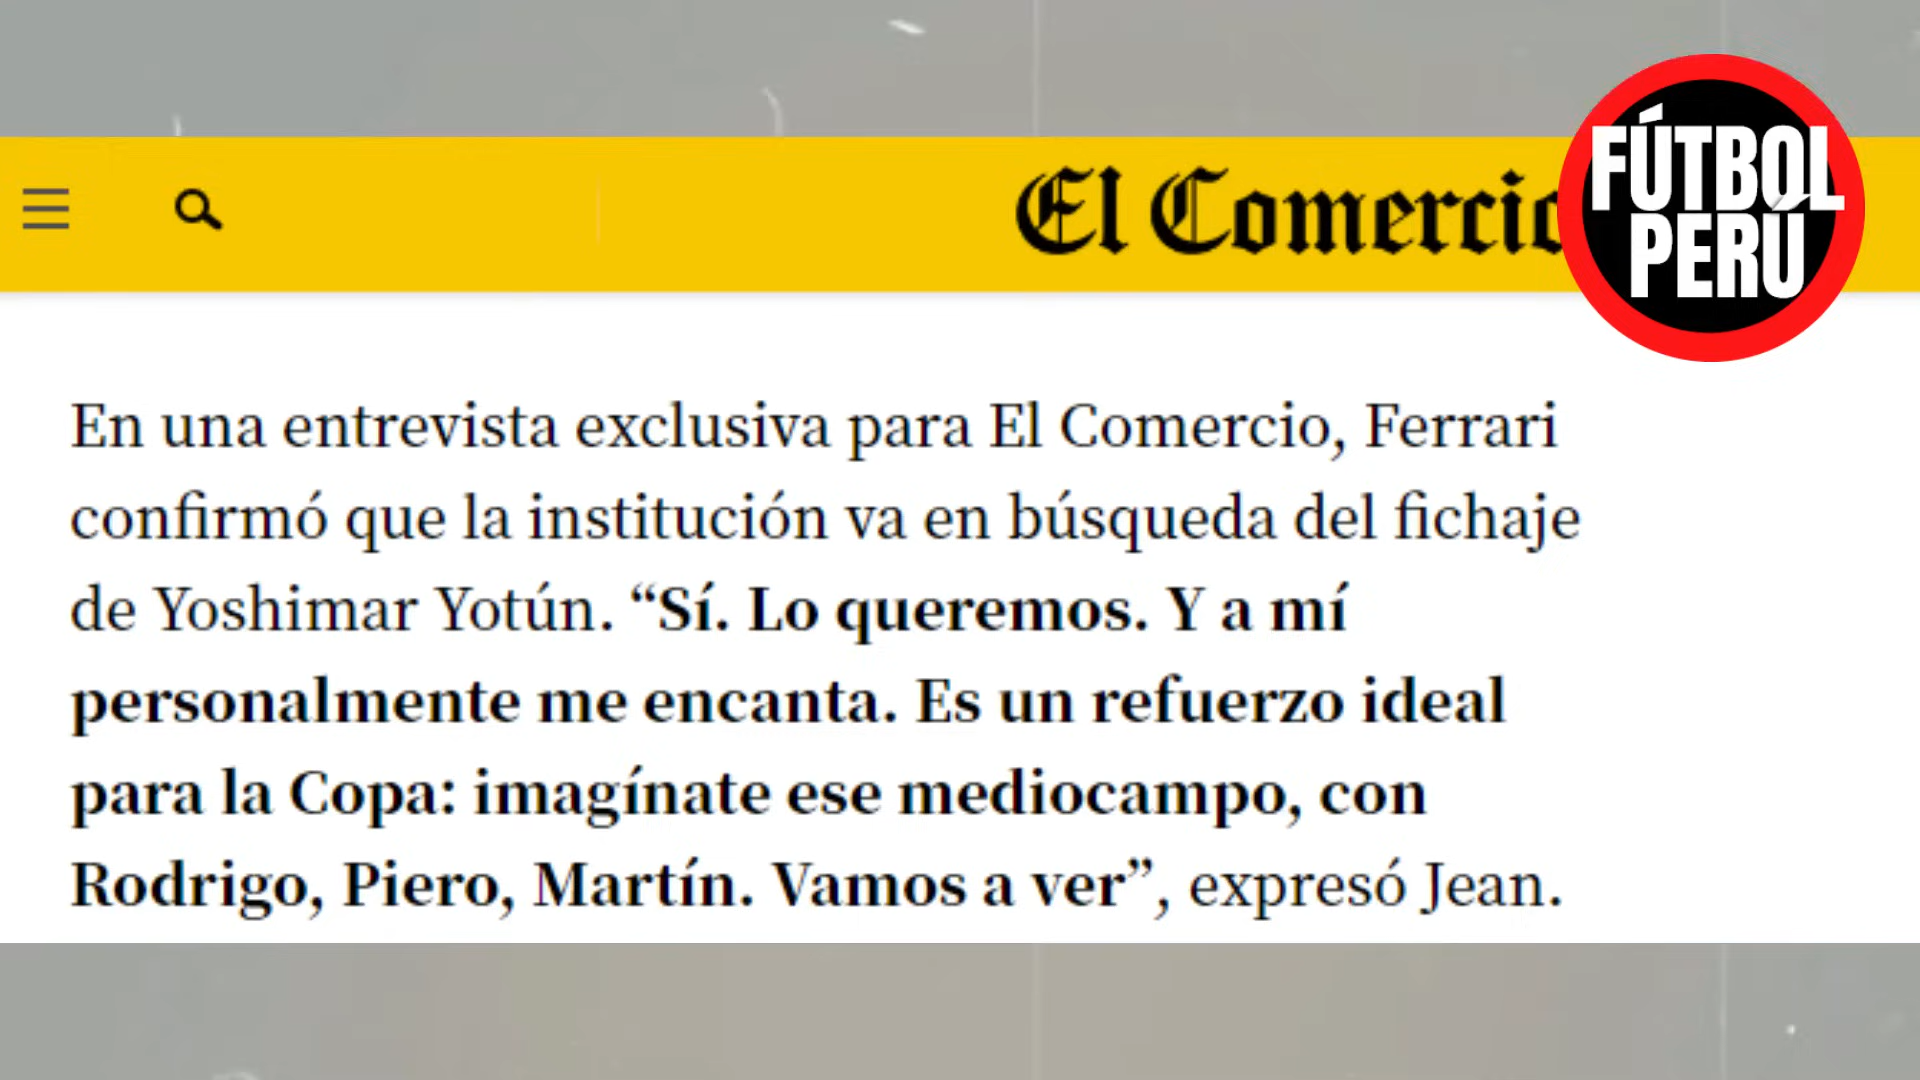 El Comercio
FÚTBOL
PERÚ
En una entrevista exclusiva para El Comercio, Ferrari
confirmó que la institución va en búsqueda del fichaje
de Yoshimar Yotún. “Sí. Lo queremos. Y a mí
personalmente me encanta. Es un refuerzo ideal
para la Copa: imagínate ese mediocampo, con
Rodrigo, Piero, Martín. Vamos a ver”, expresó Jean.